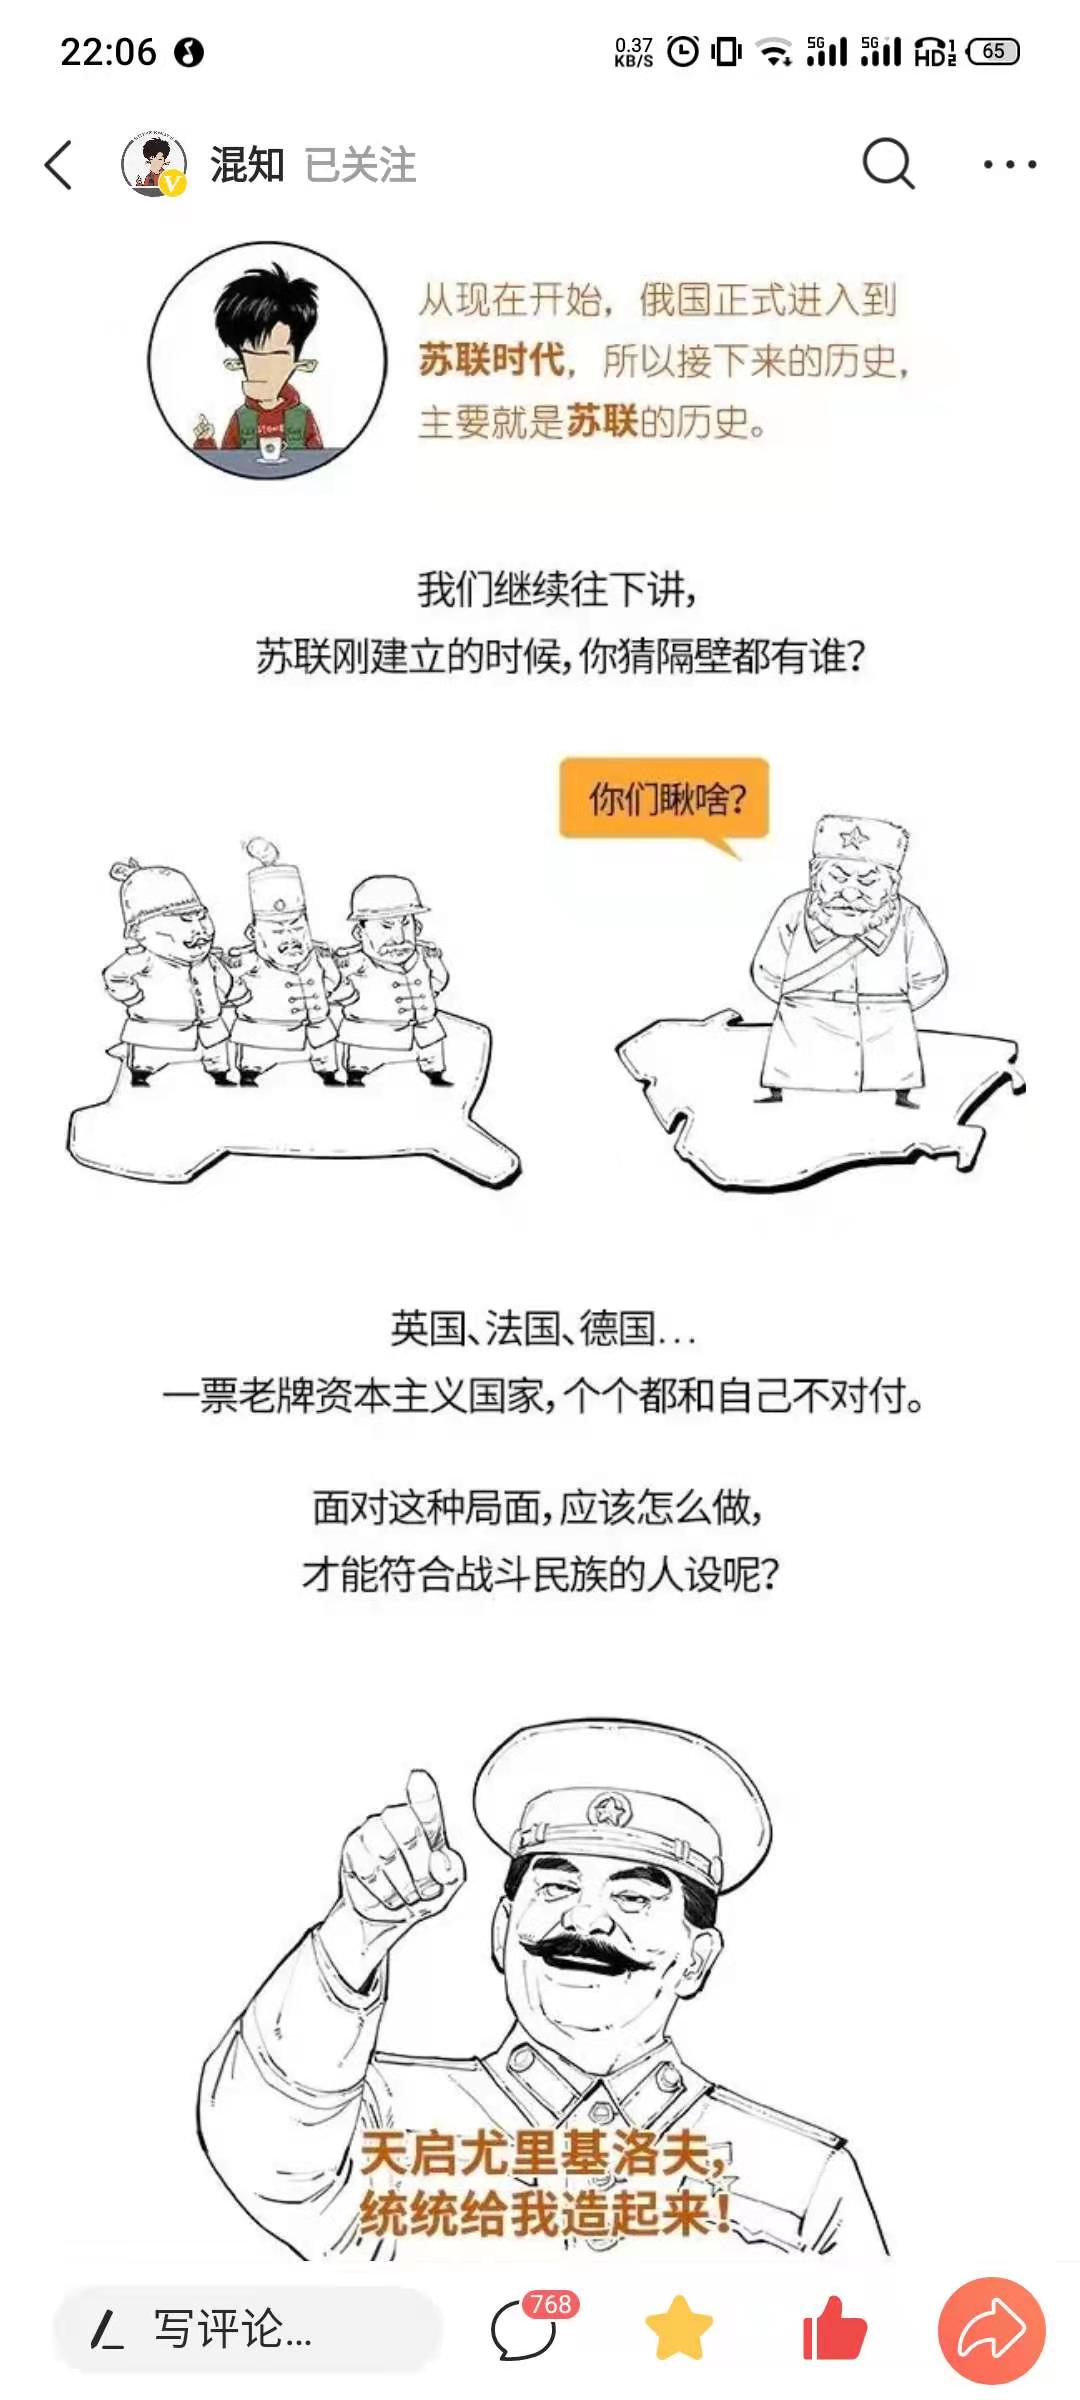 22:06
0.37
KB/S
5G
5G
HD 1
2
65
混知 已关注
从现在开始，俄国正式进入到
苏联时代，所以接下来的历史，
主要就是苏联的历史。
我们继续往下讲，
苏联刚建立的时候，你猜隔壁都有谁？
你们瞅啥？
英国、法国、德国…
一票老牌资本主义国家，个个都和自己不对付。
面对这种局面，应该怎么做，
才能符合战斗民族的人设呢？
天启尤里基洛夫，
统统给我造起来！
写评论...
768